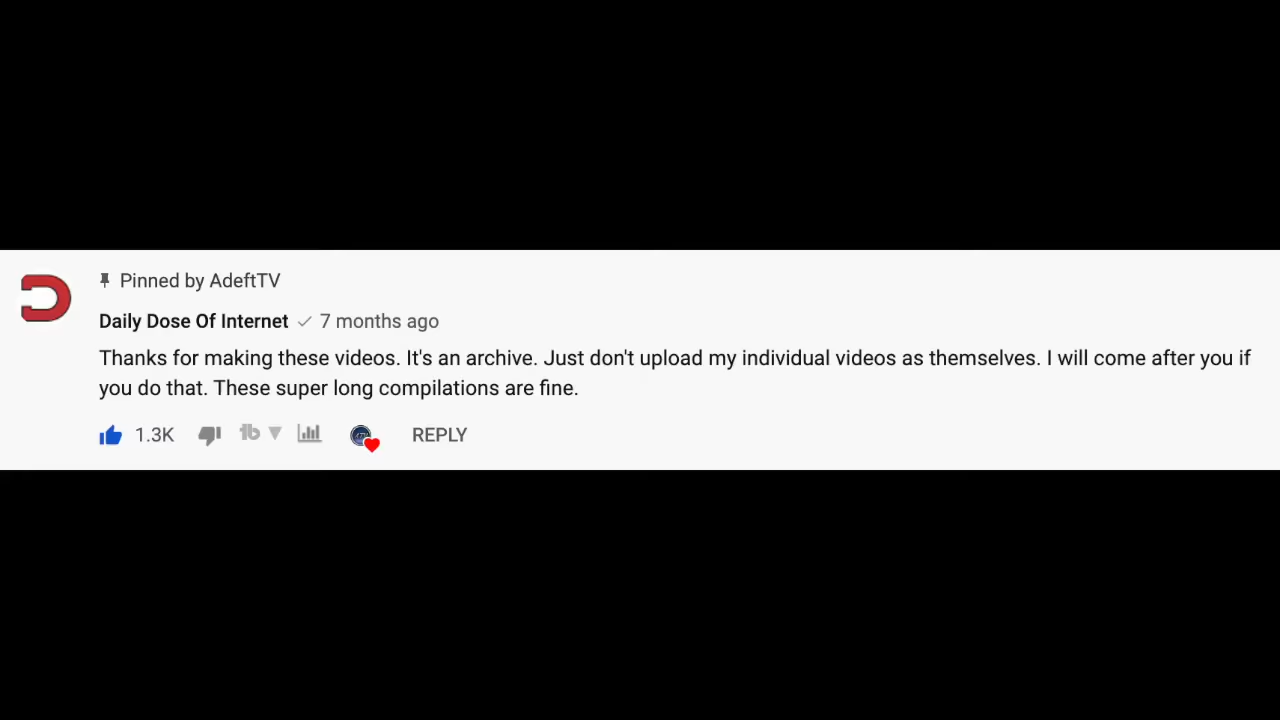 Pinned by AdeftTV
Daily Dose Of Internet 7 months ago
Thanks for making these videos. It's an archive. Just don't upload my individual videos as themselves. I will come after you if
you do that. These super long compilations are fine.
1.3K tb REPLY